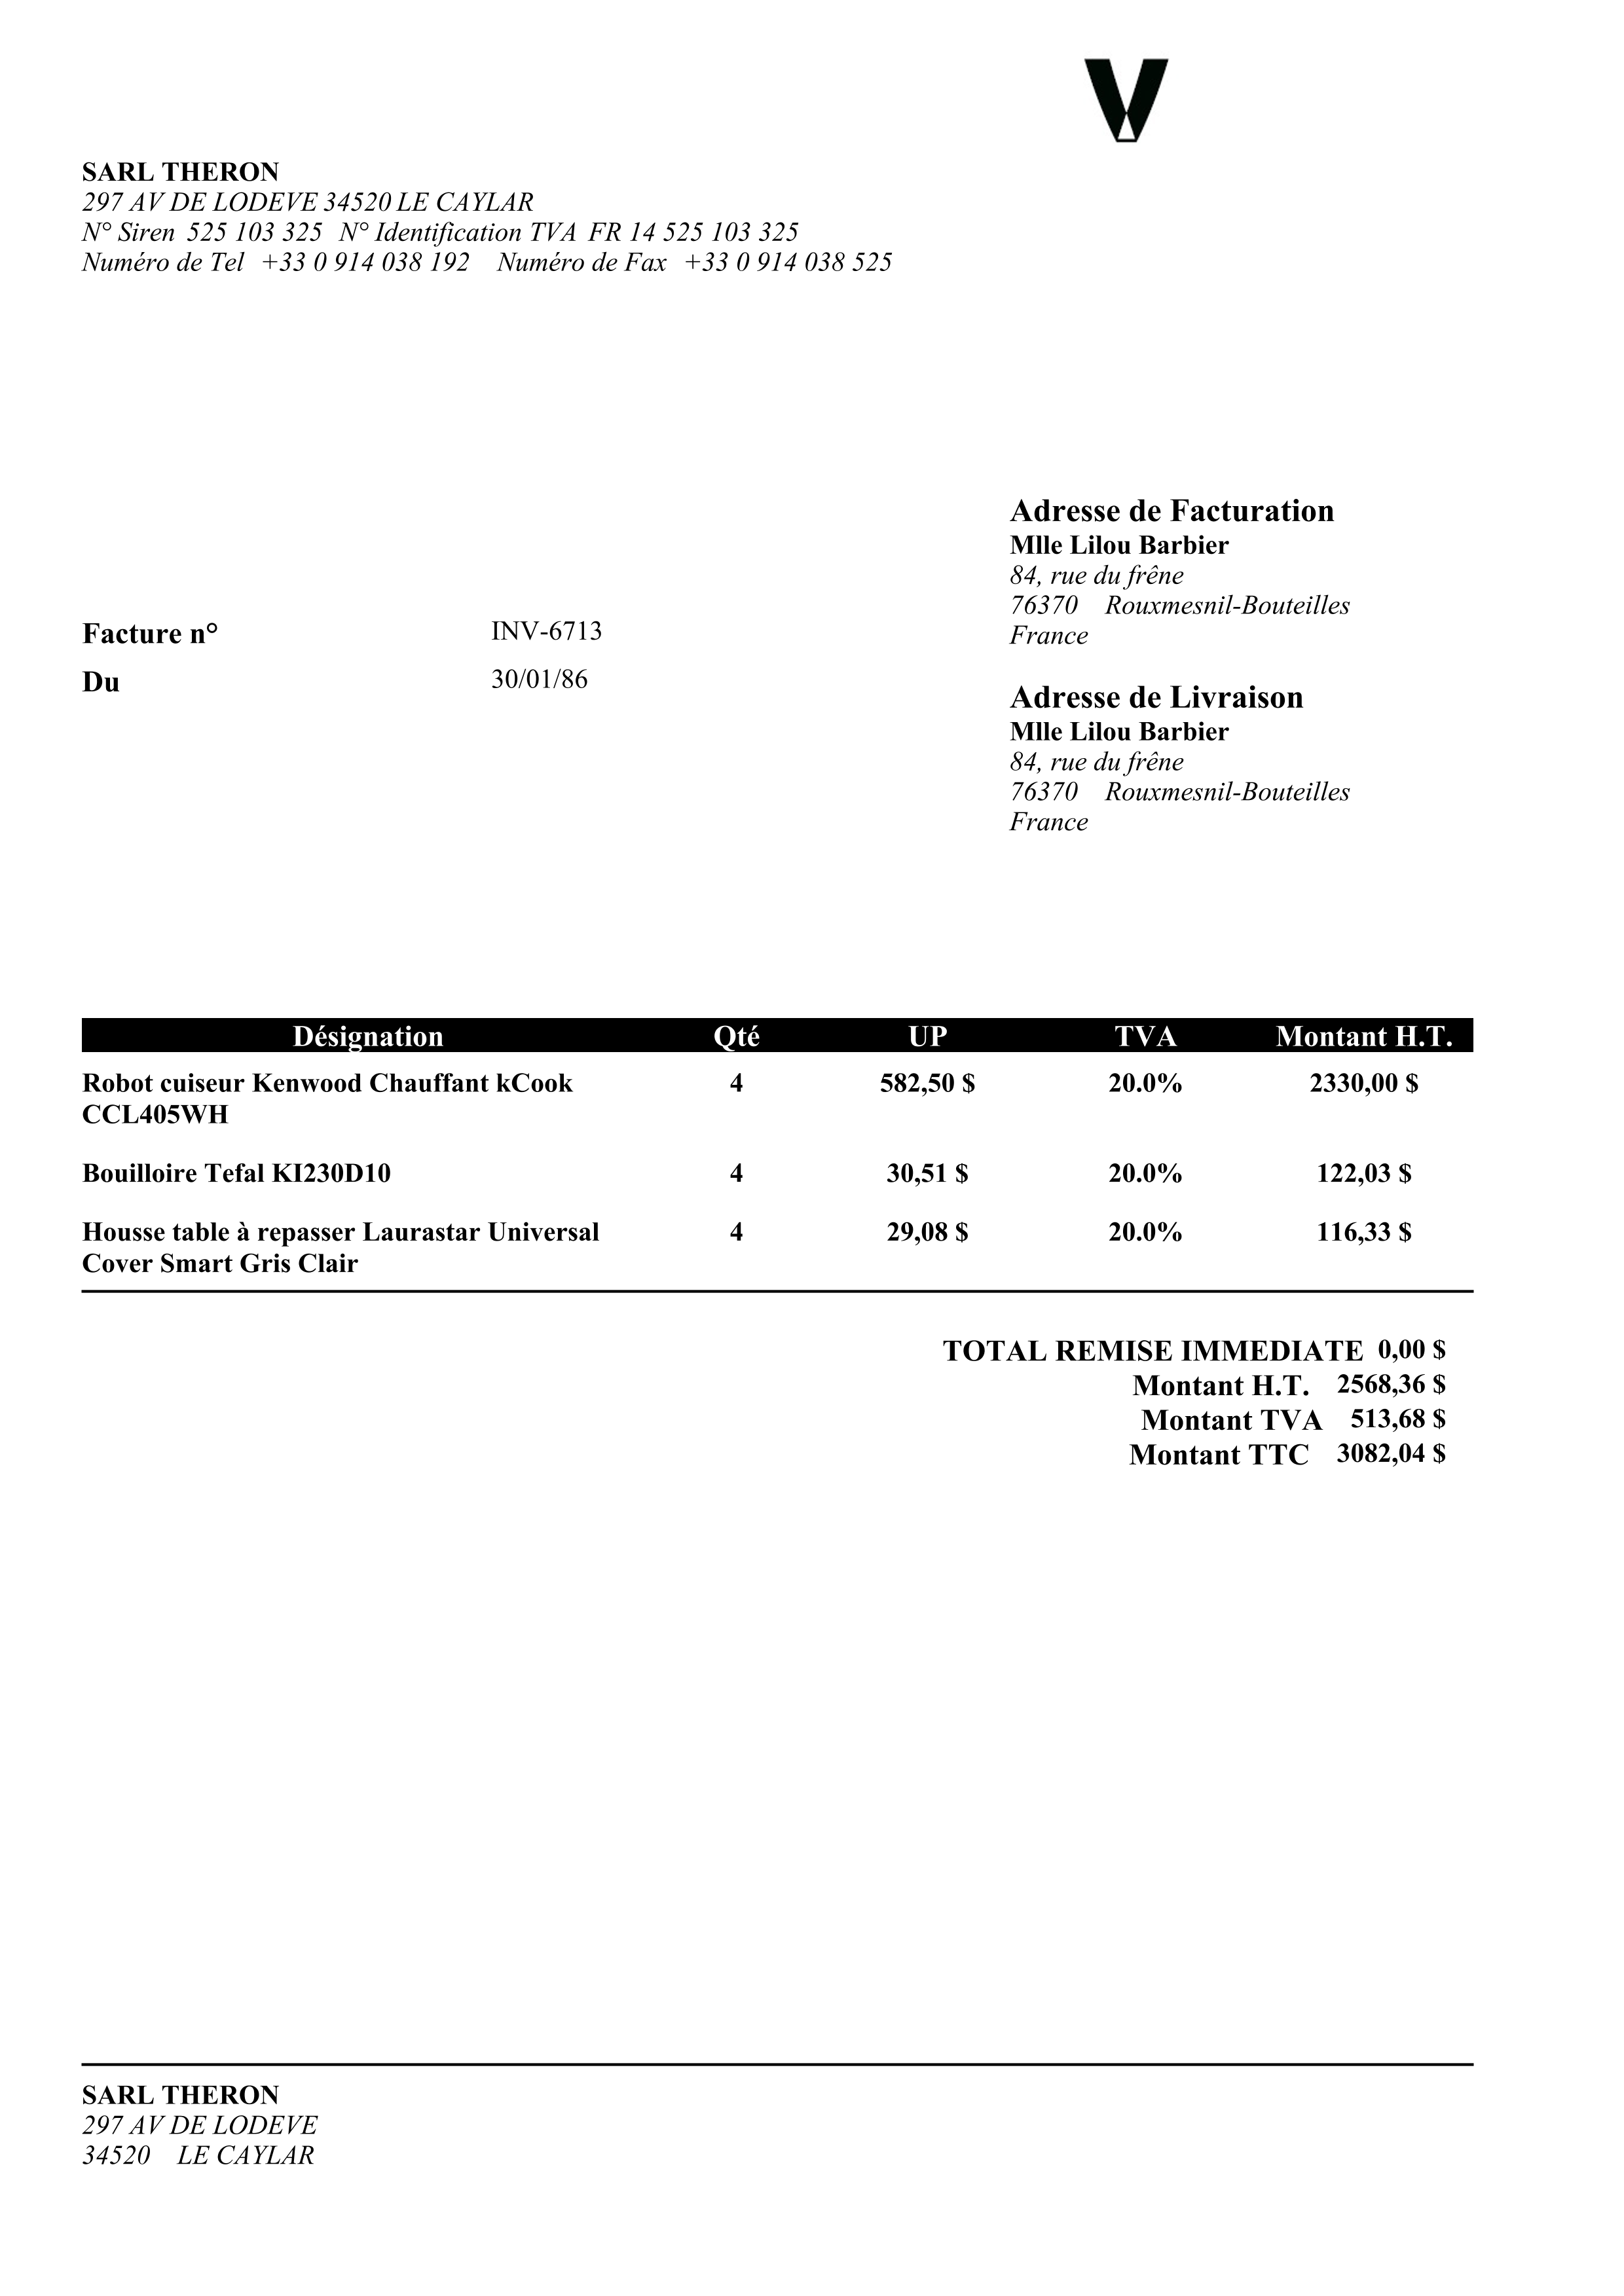 SARL THERON
297 AV DE LODEVE 34520 LE CAYLAR
N° Siren 525 103 325 N° Identification TVA FR 14 525 103 325
Numéro de Tel +33 0 914 038 192 Numéro de Fax +33 0 914 038 525
Adresse de Facturation
Mlle Lilou Barbier
84, rue du frêne
76370 Rouxmesnil-Bouteilles
France
Facture n° INV-6713
Du 30/01/86
Adresse de Livraison
Mlle Lilou Barbier
84, rue du frêne
76370 Rouxmesnil-Bouteilles
France
Désignation Qté UP TVA Montant H.T.
Robot cuiseur Kenwood Chauffant kCook 4 582,50 $ 20.0% 2330,00 $
CCL405WH
Bouilloire Tefal KI230D10 4 30,51 $ 20.0% 122,03 $
Housse table à repasser Laurastar Universal 4 29,08 $ 20.0% 116,33 $
Cover Smart Gris Clair
TOTAL REMISE IMMEDIATE 0,00 $
Montant H.T. 2568,36 $
Montant TVA 513,68 $
Montant TTC 3082,04 $
SARL THERON
297 AV DE LODEVE
34520 LE CAYLAR